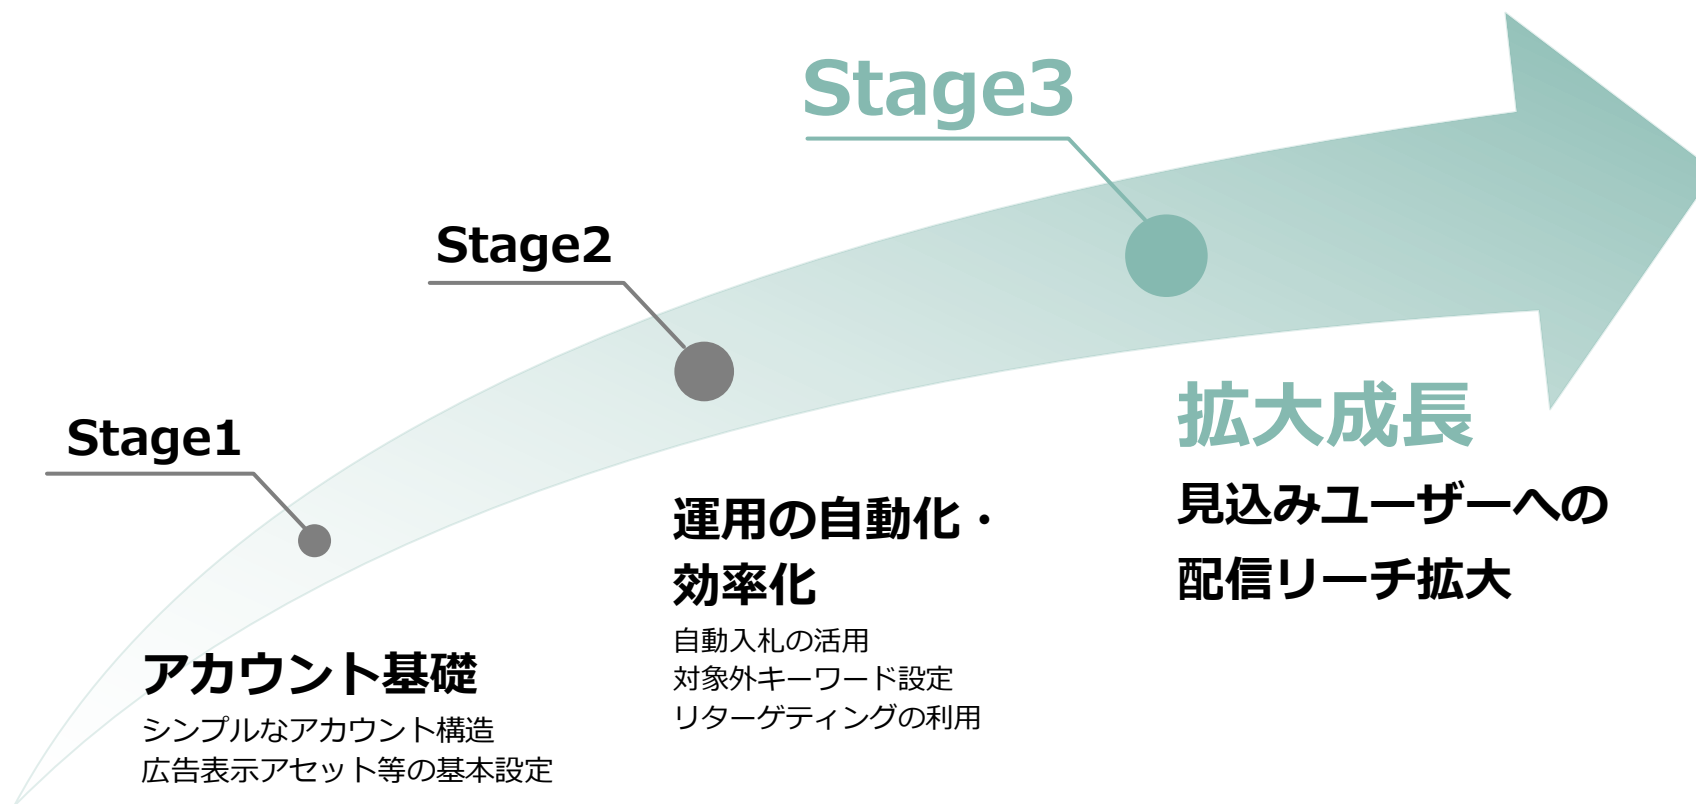 Stage1
アカウント基礎
シンプルなアカウント構造
広告表示アセット等の基本設定
Stage2
運用の自動化・
効率化
自動入札の活用
対象外キーワード設定
リターゲティングの利用
Stage3
拡大成長
見込みユーザーへの
配信リーチ拡大